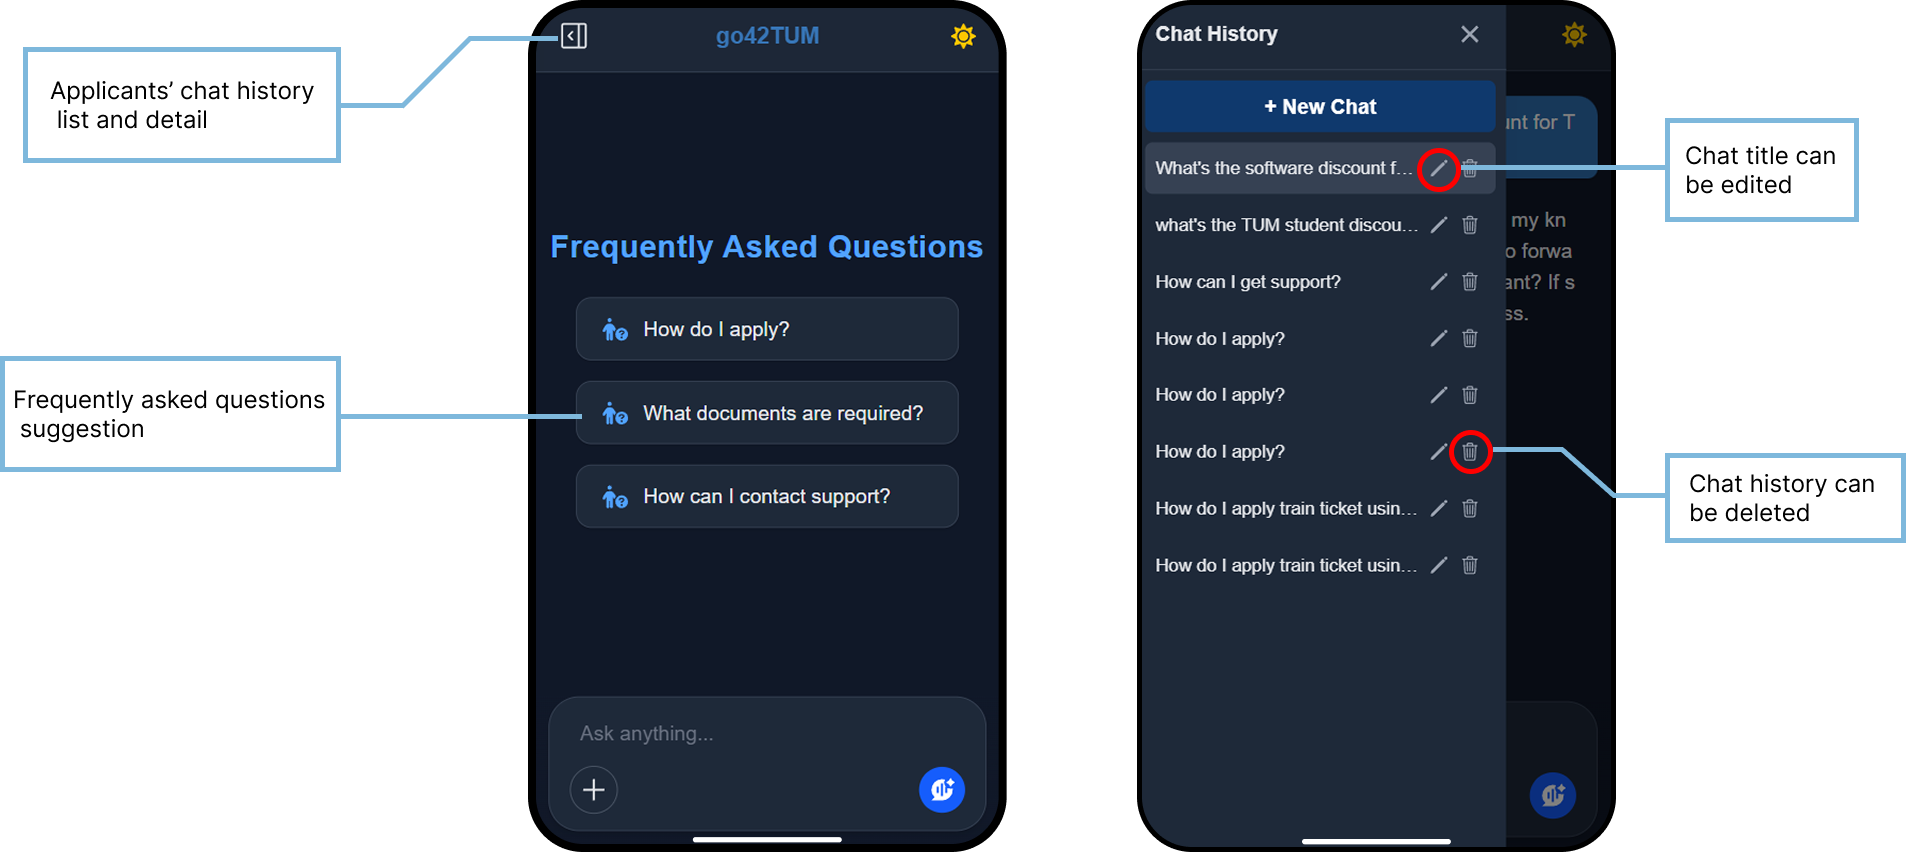 Applicants’ chat history
list and detail
Frequently asked questions
suggestion
go42TUM
Frequently Asked Questions
How do I apply?
What documents are required?
How can I contact support?
Ask anything...
Chat History
+ New Chat
What's the software discount f...
what's the TUM student discou...
How can I get support?
How do I apply?
How do I apply?
How do I apply?
How do I apply train ticket usin...
How do I apply train ticket usin...
unt for T
my kn
o forwa
ant? If s
ss.
Chat title can
be edited
Chat history can
be deleted